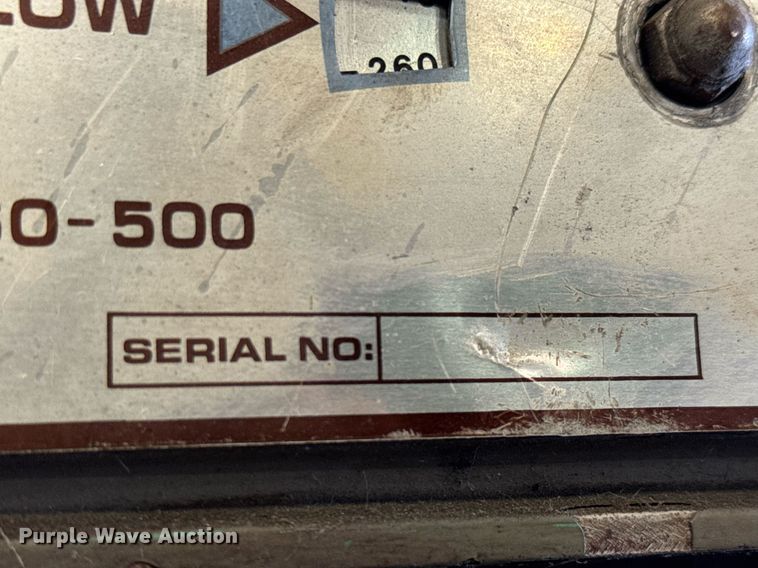 LOW
260
0-500
SERIAL NO:
Purple Wave Auction